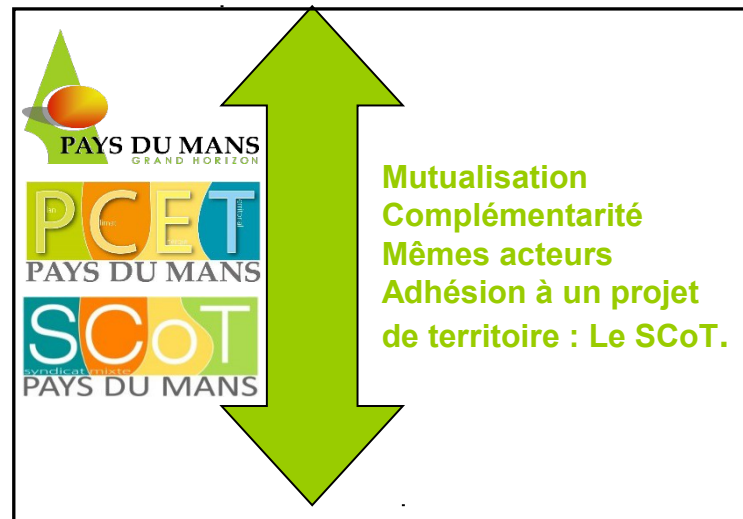 PAYS DU MANS
GRAND HORIZON
PCET
PAYS DU MANS
SCoT
syndicat mixte
PAYS DU MANS
Mutualisation
Complémentarité
Mêmes acteurs
Adhésion à un projet
de territoire : Le SCoT.